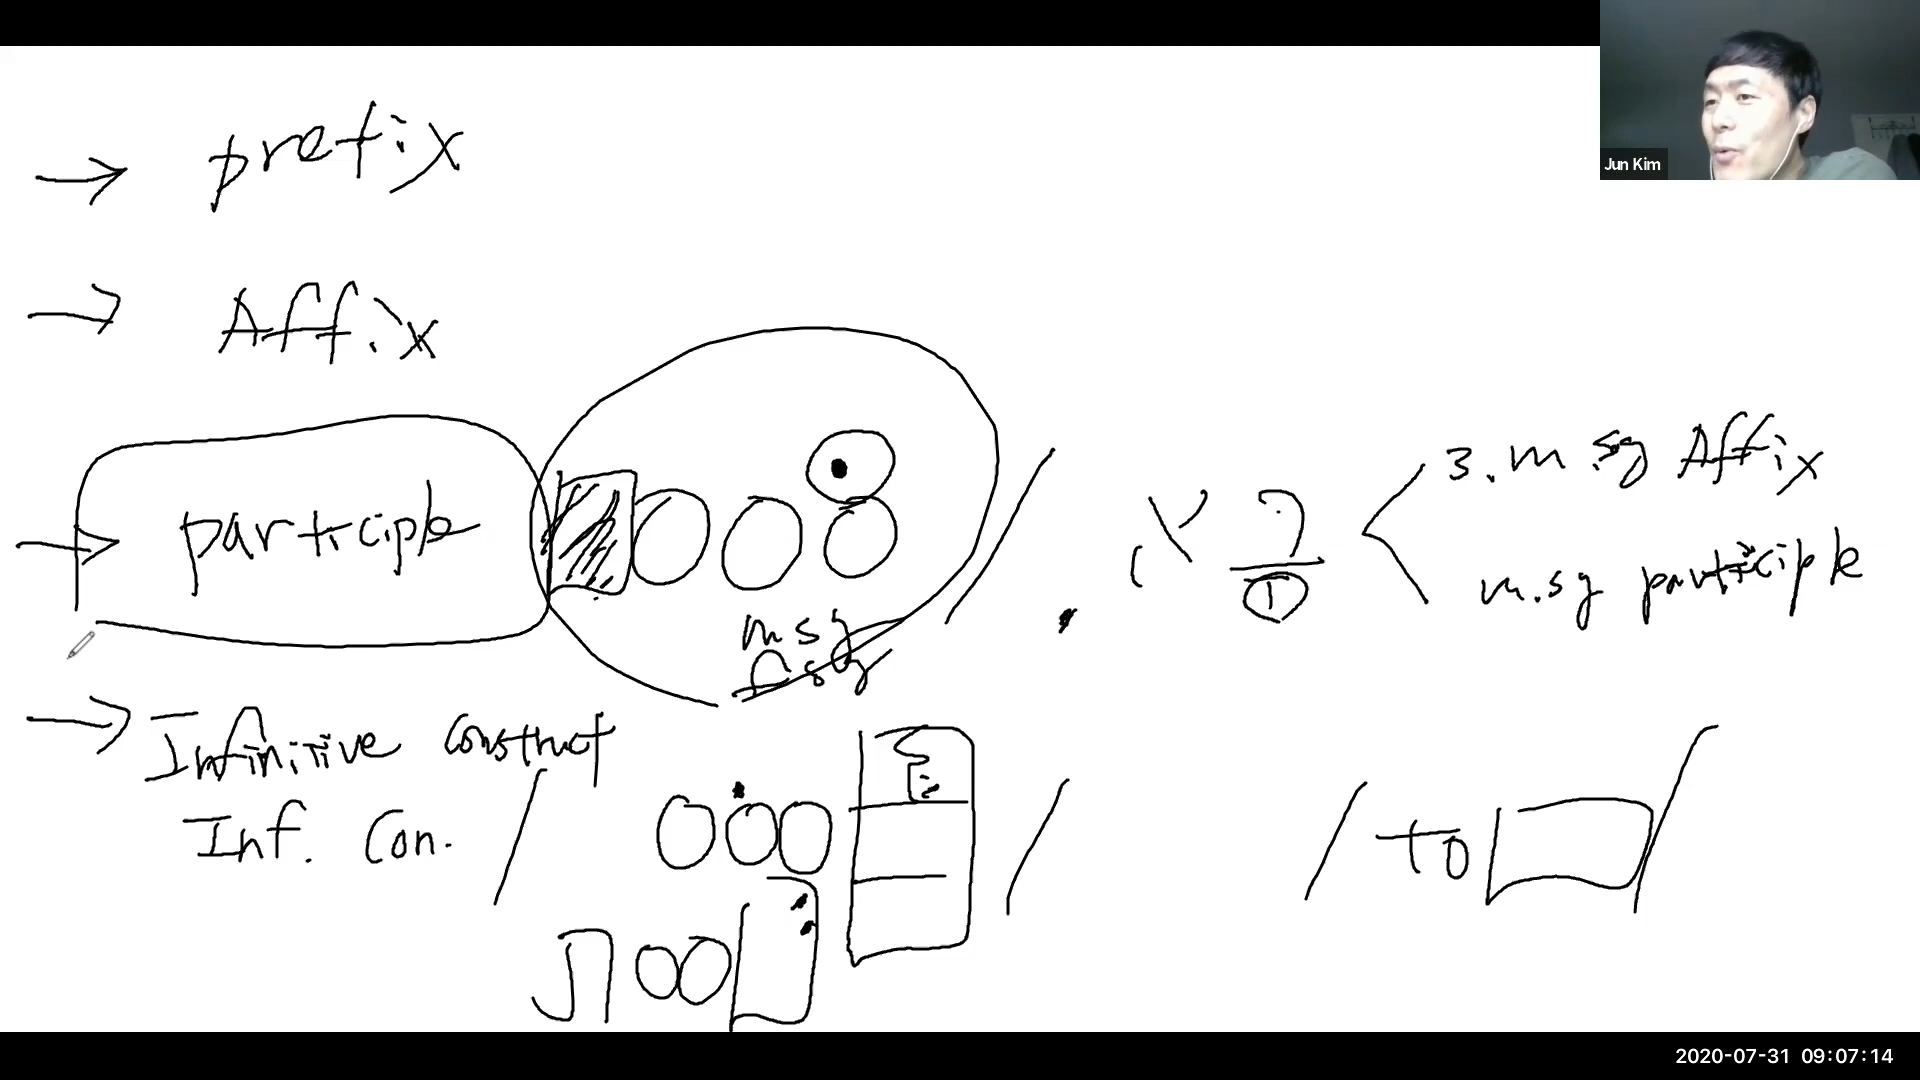 Jun Kim
→ prefix
→ Affix
→ participle
m sg
3. m. sg Affix
m. sg participle
→ Infinitive construct
Inf. Con.
to
2020-07-31 09:07:14